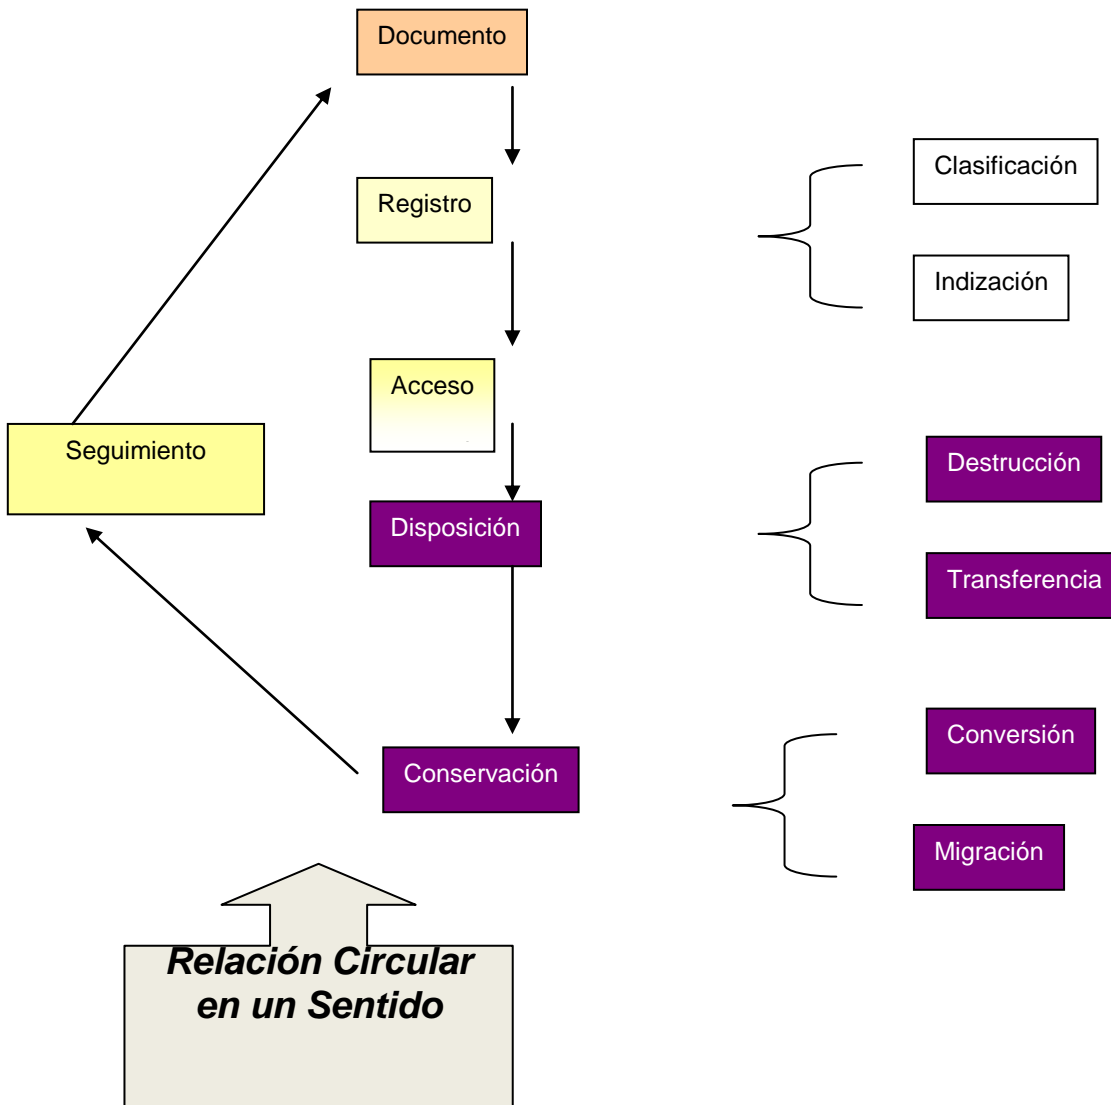 Documento
Registro
Clasificación
Indización
Acceso
Seguimiento
Disposición
Destrucción
Transferencia
Conservación
Conversión
Migración
Relación Circular
en un Sentido